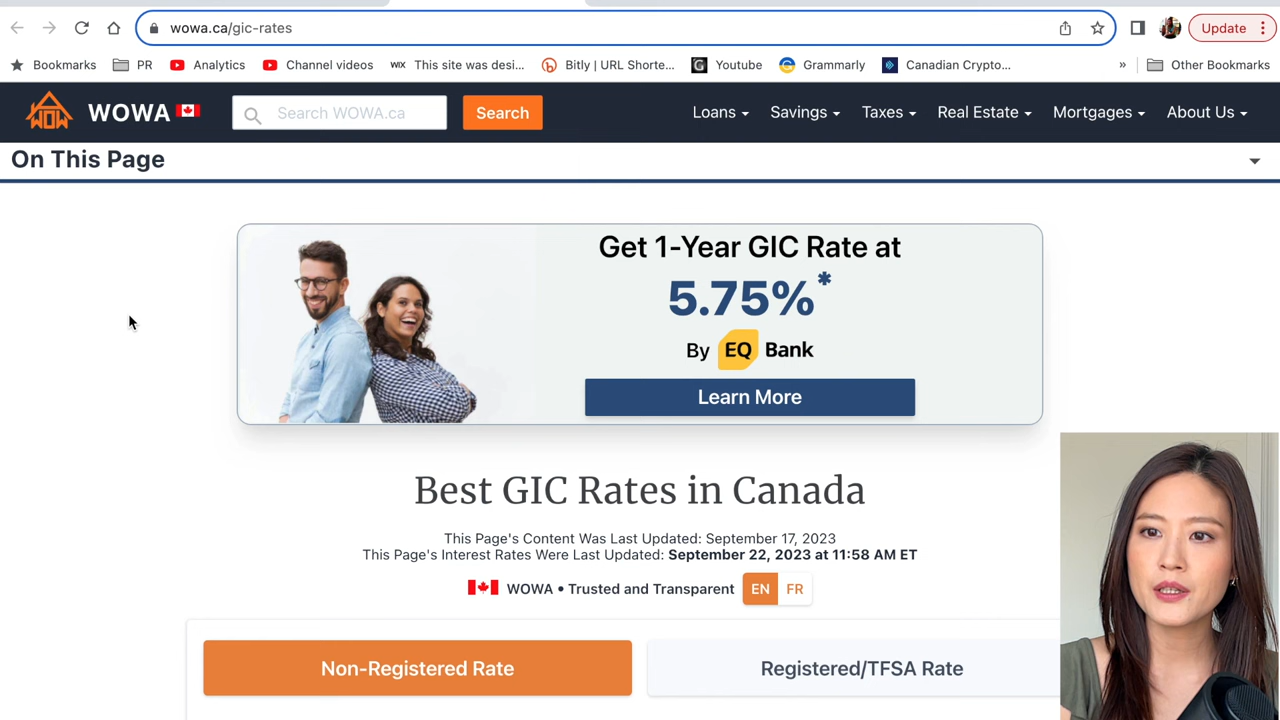 wowa.ca/gic-rates
Update
Bookmarks PR Analytics Channel videos WIX This site was desi... Bitly | URL Shorte... Youtube Grammarly Canadian Crypto... » Other Bookmarks
WOW WOWA Search WOWA.ca Search Loans Savings Taxes Real Estate Mortgages About Us
On This Page
Get 1-Year GIC Rate at
5.75%*
By EQ Bank
Learn More
Best GIC Rates in Canada
This Page's Content Was Last Updated: September 17, 2023
This Page's Interest Rates Were Last Updated: September 22, 2023 at 11:58 AM ET
WOWA • Trusted and Transparent EN FR
Non-Registered Rate Registered/TFSA Rate